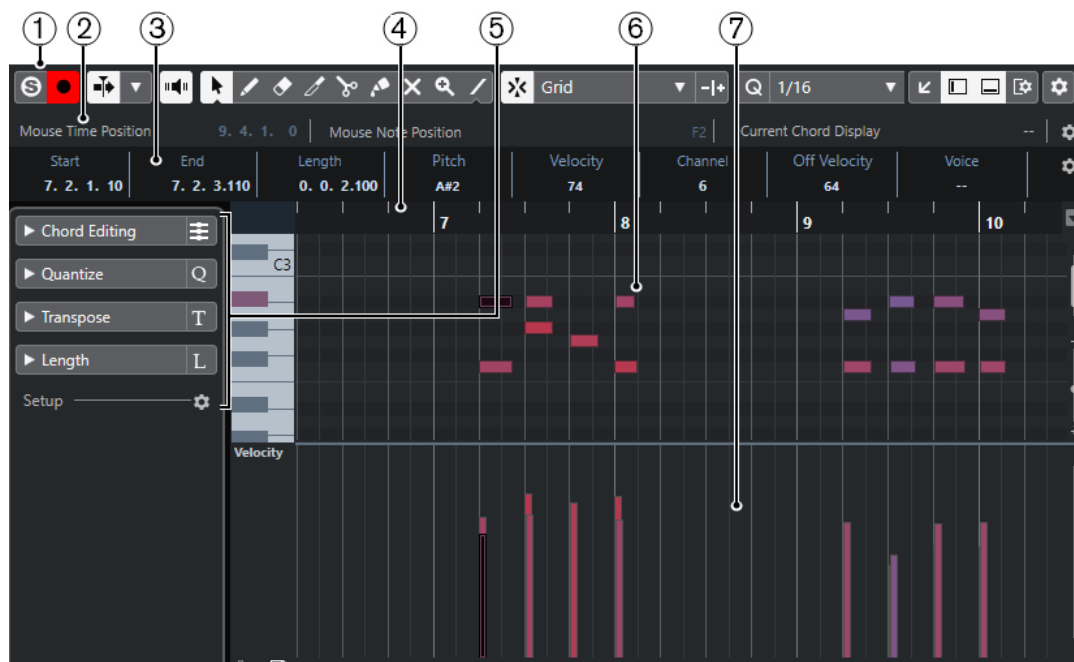 1 2 3 4 5 6 7
S Grid Q 1/16
Mouse Time Position 9. 4. 1. 0 Mouse Note Position F2 Current Chord Display --
Start End Length Pitch Velocity Channel Off Velocity Voice
7. 2. 1. 10 7. 2. 3.110 0. 0. 2.100 A#2 74 6 64 --
7 8 9 10
Chord Editing
C3
Quantize Q
Transpose T
Length L
Setup
Velocity